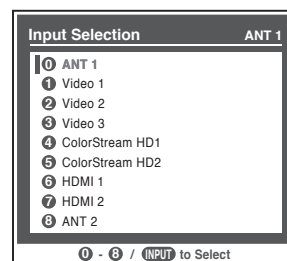 Input Selection ANT 1
0 ANT 1
1 Video 1
2 Video 2
3 Video 3
4 ColorStream HD1
5 ColorStream HD2
6 HDMI 1
7 HDMI 2
8 ANT 2
0 - 8 / INPUT to Select